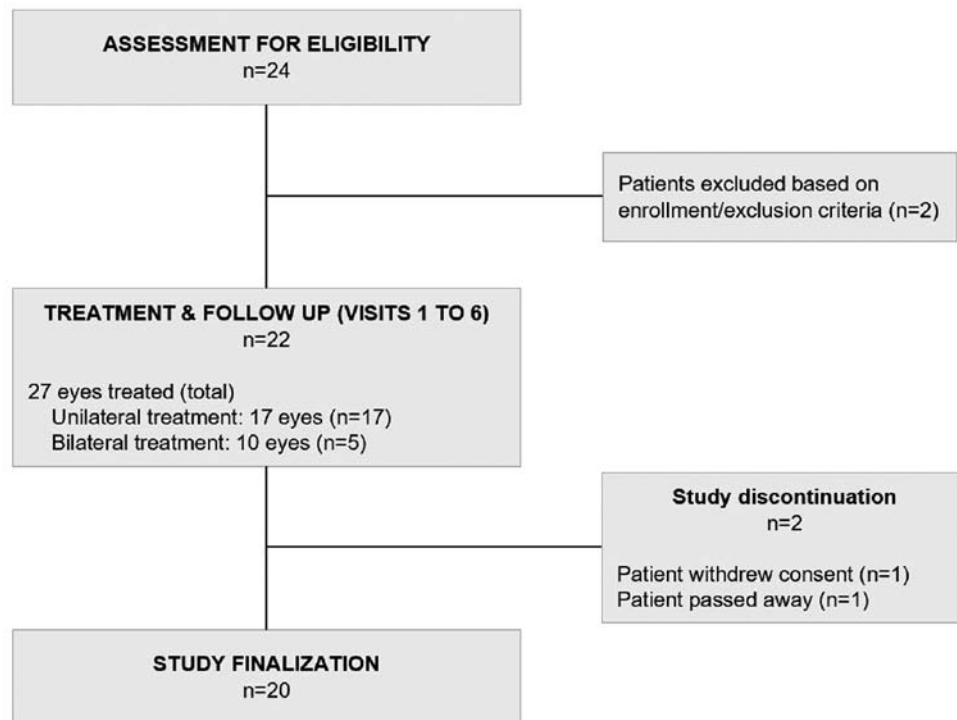 ASSESSMENT FOR ELIGIBILITY
n=24
Patients excluded based on
enrollment/exclusion criteria (n=2)
TREATMENT & FOLLOW UP (VISITS 1 TO 6)
n=22
27 eyes treated (total)
Unilateral treatment: 17 eyes (n=17)
Bilateral treatment: 10 eyes (n=5)
Study discontinuation
n=2
Patient withdrew consent (n=1)
Patient passed away (n=1)
STUDY FINALIZATION
n=20